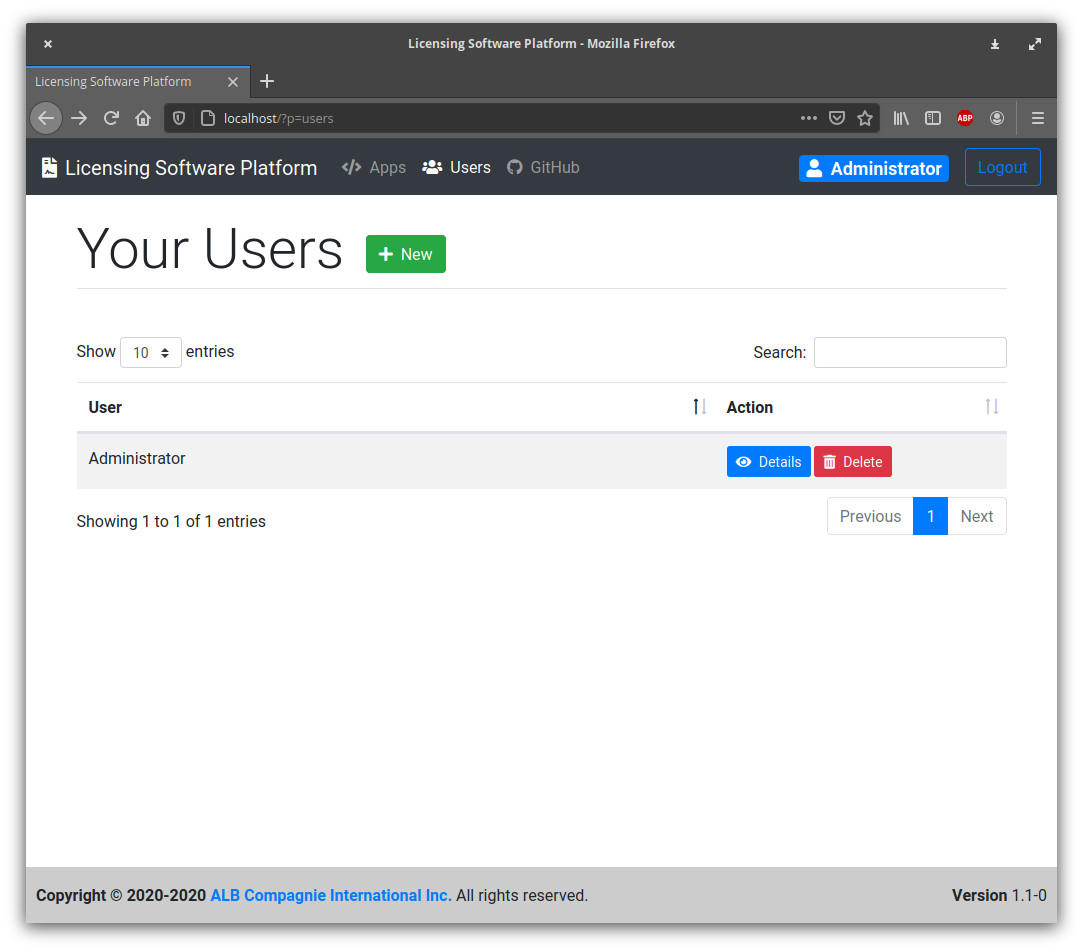 Licensing Software Platform - Mozilla Firefox
Licensing Software Platform
localhost/?p=users
ABP
Licensing Software Platform Apps Users GitHub Administrator Logout
Your Users New
Show 10 entries Search:
User Action
Administrator Details Delete
Showing 1 to 1 of 1 entries Previous 1 Next
Copyright © 2020-2020 ALB Compagnie International Inc. All rights reserved. Version 1.1-0